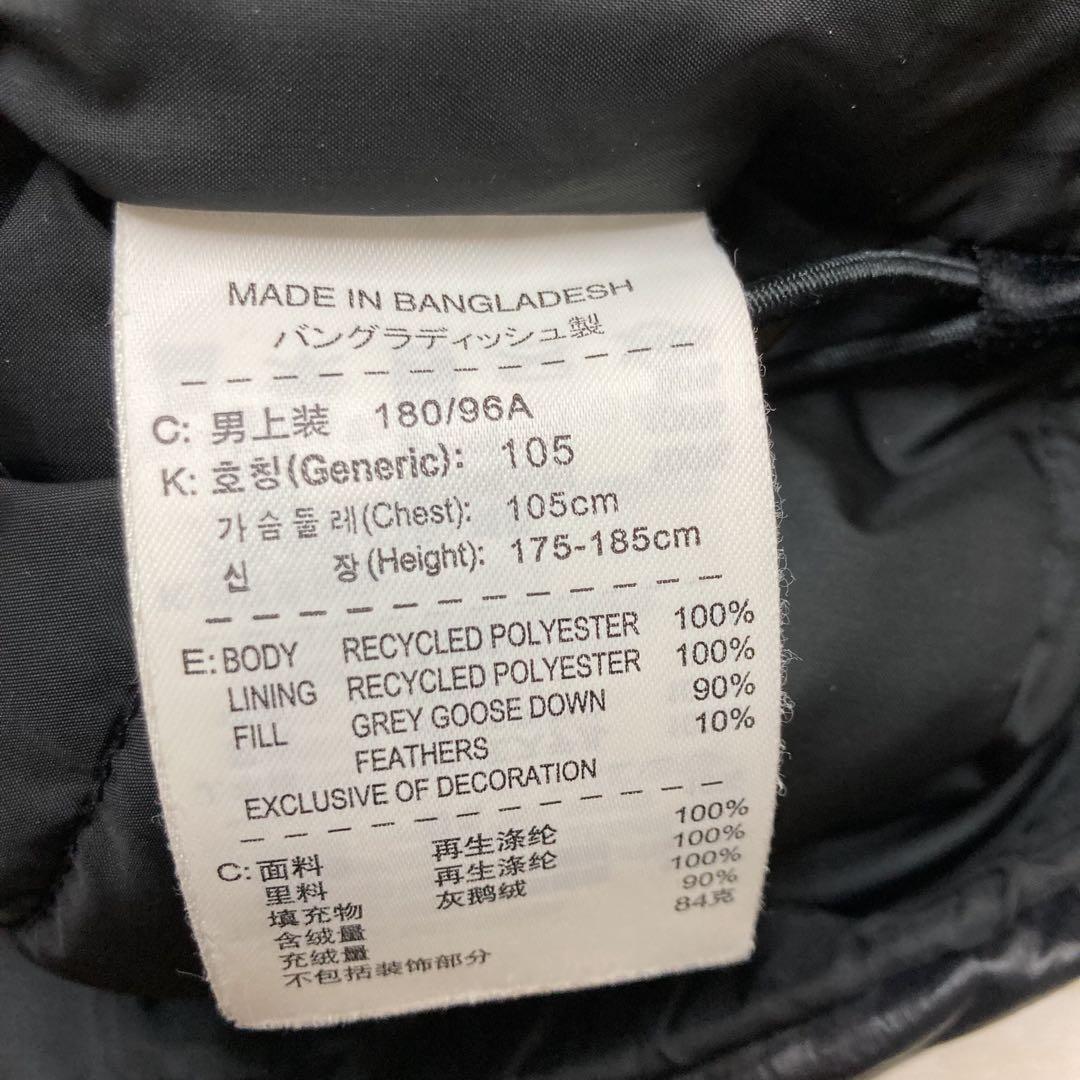 MADE IN BANGLADESH
バングラディッシュ製
C: 男上装 180/96A
K: 호칭(Generic): 105
가슴둘레(Chest): 105cm
신 장(Height): 175-185cm
E: BODY RECYCLED POLYESTER 100%
LINING RECYCLED POLYESTER 100%
FILL GREY GOOSE DOWN 90%
FEATHERS 10%
EXCLUSIVE OF DECORATION
C: 面料 再生涤纶 100%
里料 再生涤纶 100%
填充物 灰鹅绒 100%
含绒量 90%
充绒量 84克
不包括装饰部分